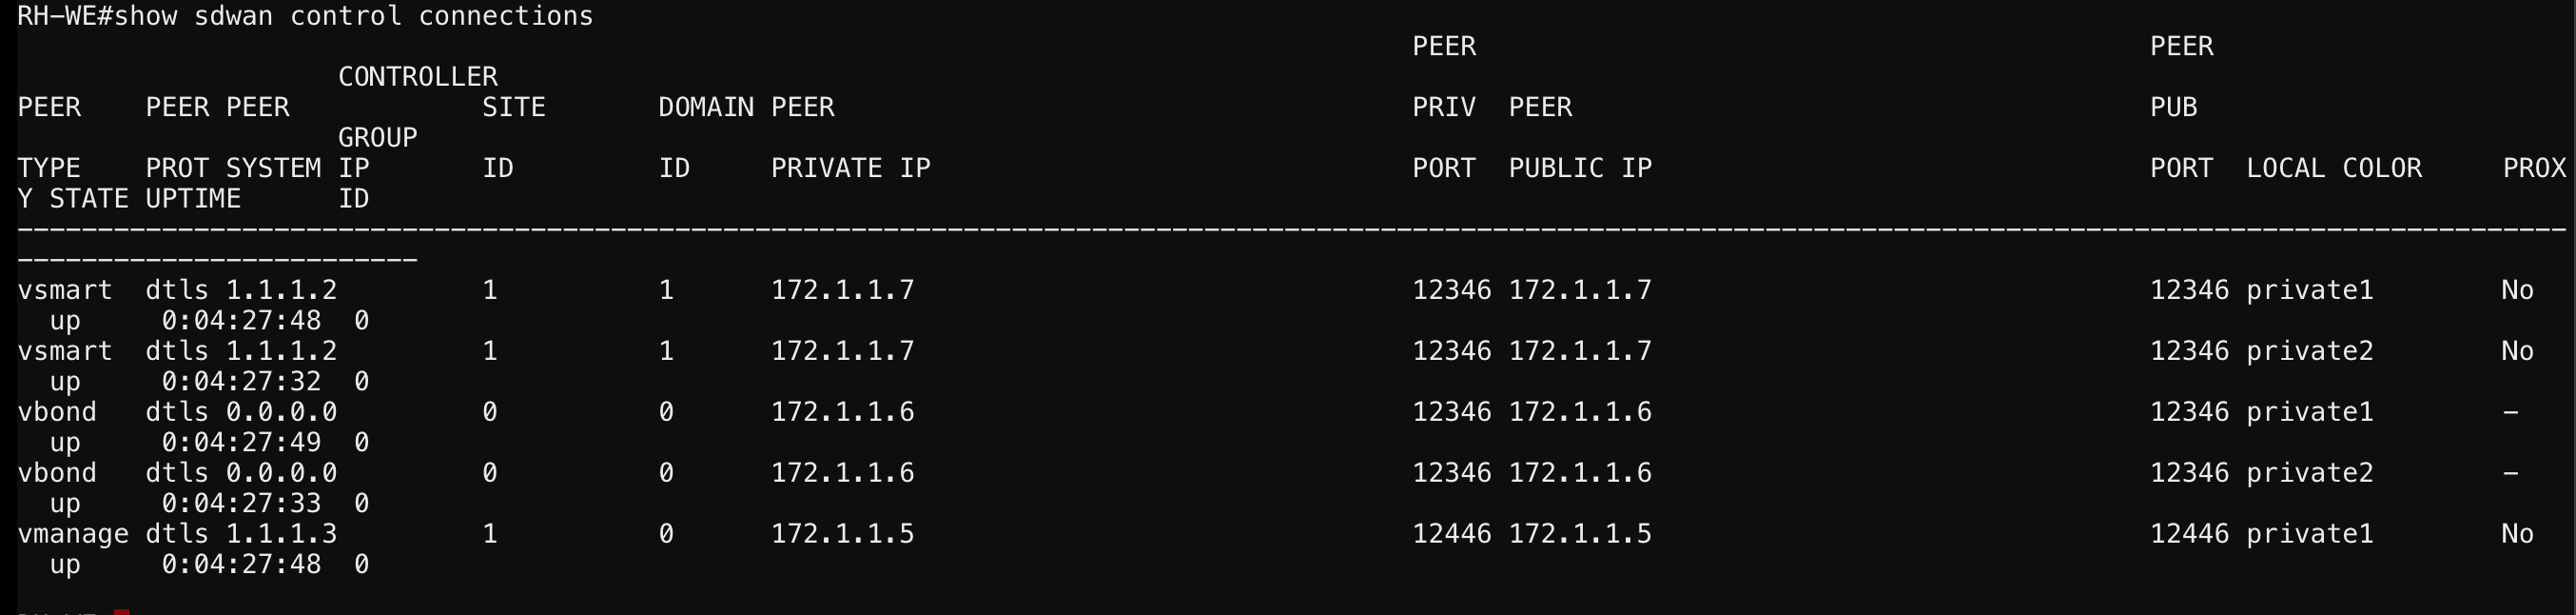 RH-WE#show sdwan control connections
                                                                                       PEER                                          PEER
                    CONTROLLER
PEER    PEER PEER            SITE       DOMAIN PEER                                    PRIV  PEER                                    PUB
                    GROUP
TYPE    PROT SYSTEM IP       ID         ID     PRIVATE IP                              PORT  PUBLIC IP                               PORT  LOCAL COLOR     PROX
Y STATE UPTIME      ID
---------------------------------------------------------------------------------------------------------------------------------------------------------------
-------------------------
vsmart  dtls 1.1.1.2         1          1      172.1.1.7                               12346 172.1.1.7                               12346 private1        No
  up     0:04:27:48  0
vsmart  dtls 1.1.1.2         1          1      172.1.1.7                               12346 172.1.1.7                               12346 private2        No
  up     0:04:27:32  0
vbond   dtls 0.0.0.0         0          0      172.1.1.6                               12346 172.1.1.6                               12346 private1        -
  up     0:04:27:49  0
vbond   dtls 0.0.0.0         0          0      172.1.1.6                               12346 172.1.1.6                               12346 private2        -
  up     0:04:27:33  0
vmanage dtls 1.1.1.3         1          0      172.1.1.5                               12446 172.1.1.5                               12446 private1        No
  up     0:04:27:48  0